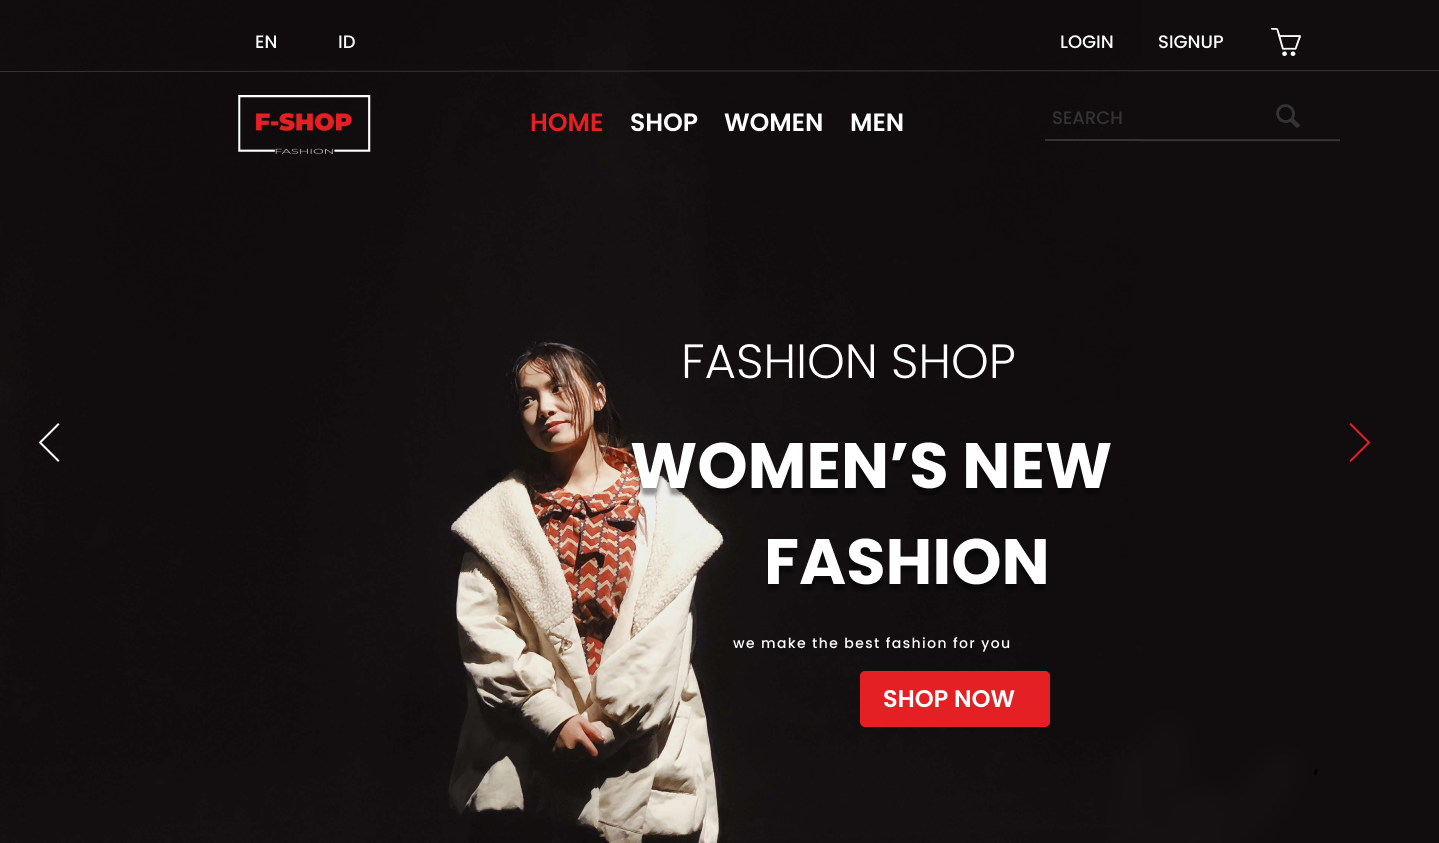 EN ID LOGIN SIGNUP
F-SHOP
FASHION
HOME SHOP WOMEN MEN
SEARCH
FASHION SHOP
WOMEN’S NEW
FASHION
we make the best fashion for you
SHOP NOW